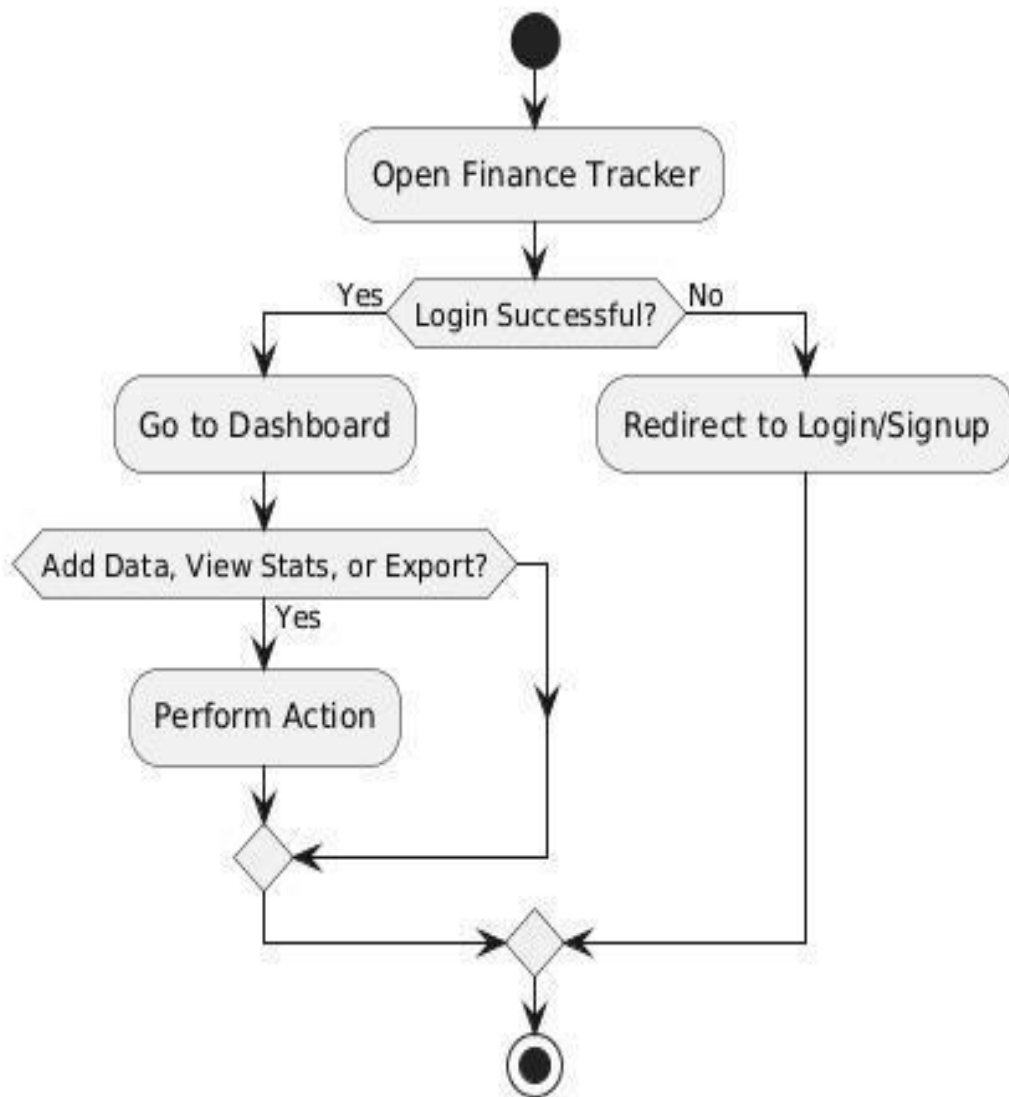 Open Finance Tracker
Yes
Login Successful?
No
Go to Dashboard
Redirect to Login/Signup
Add Data, View Stats, or Export?
Yes
Perform Action